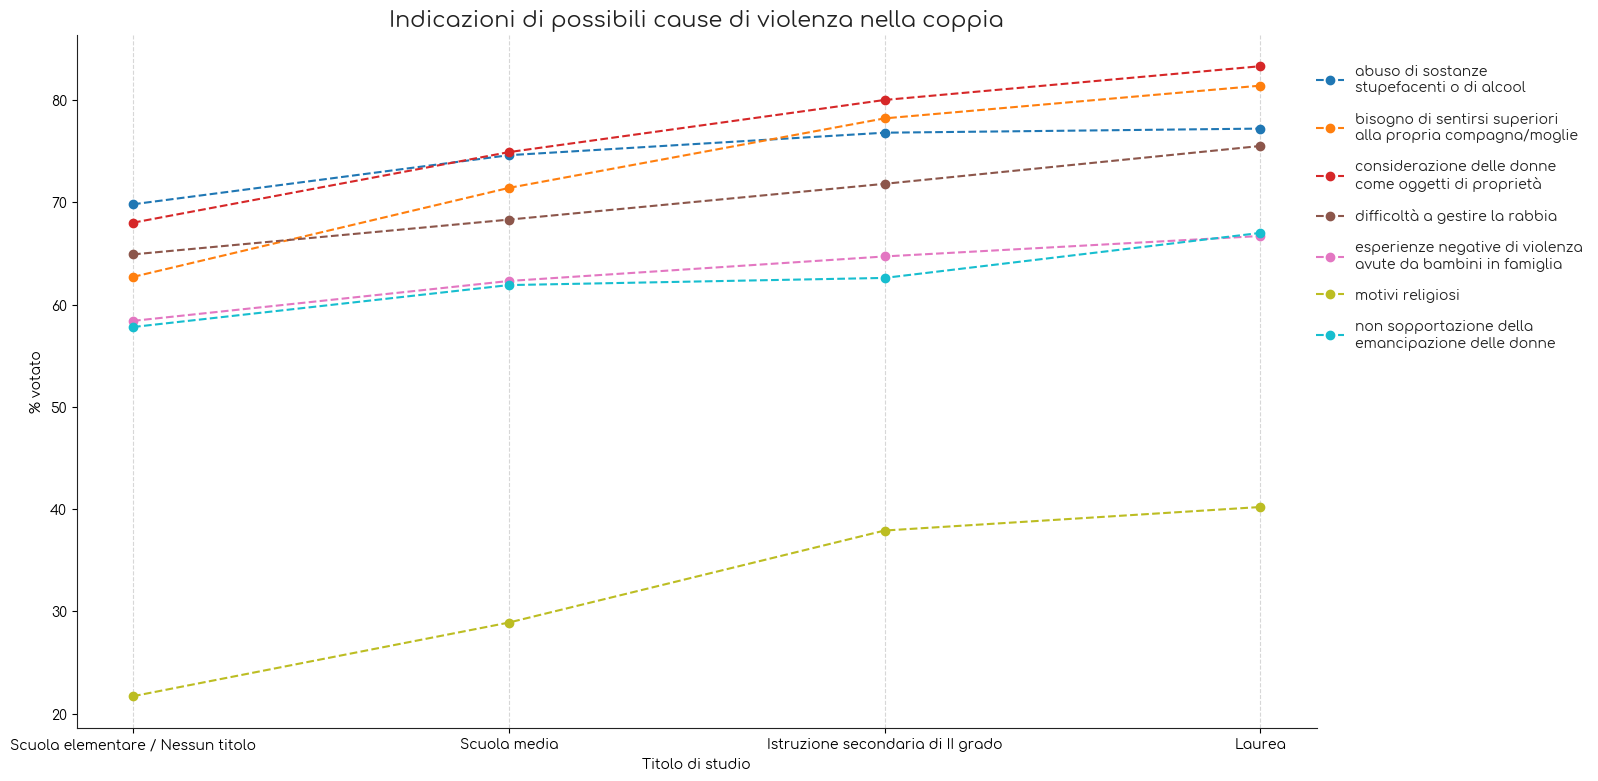 Indicazioni di possibili cause di violenza nella coppia
% votato
80
70
60
50
40
30
20
Scuola elementare / Nessun titolo
Scuola media
Istruzione secondaria di II grado
Laurea
Titolo di studio
abuso di sostanze
stupefacenti o di alcool
bisogno di sentirsi superiori
alla propria compagna/moglie
considerazione delle donne
come oggetti di proprietà
difficoltà a gestire la rabbia
esperienze negative di violenza
avute da bambini in famiglia
motivi religiosi
non sopportazione della
emancipazione delle donne